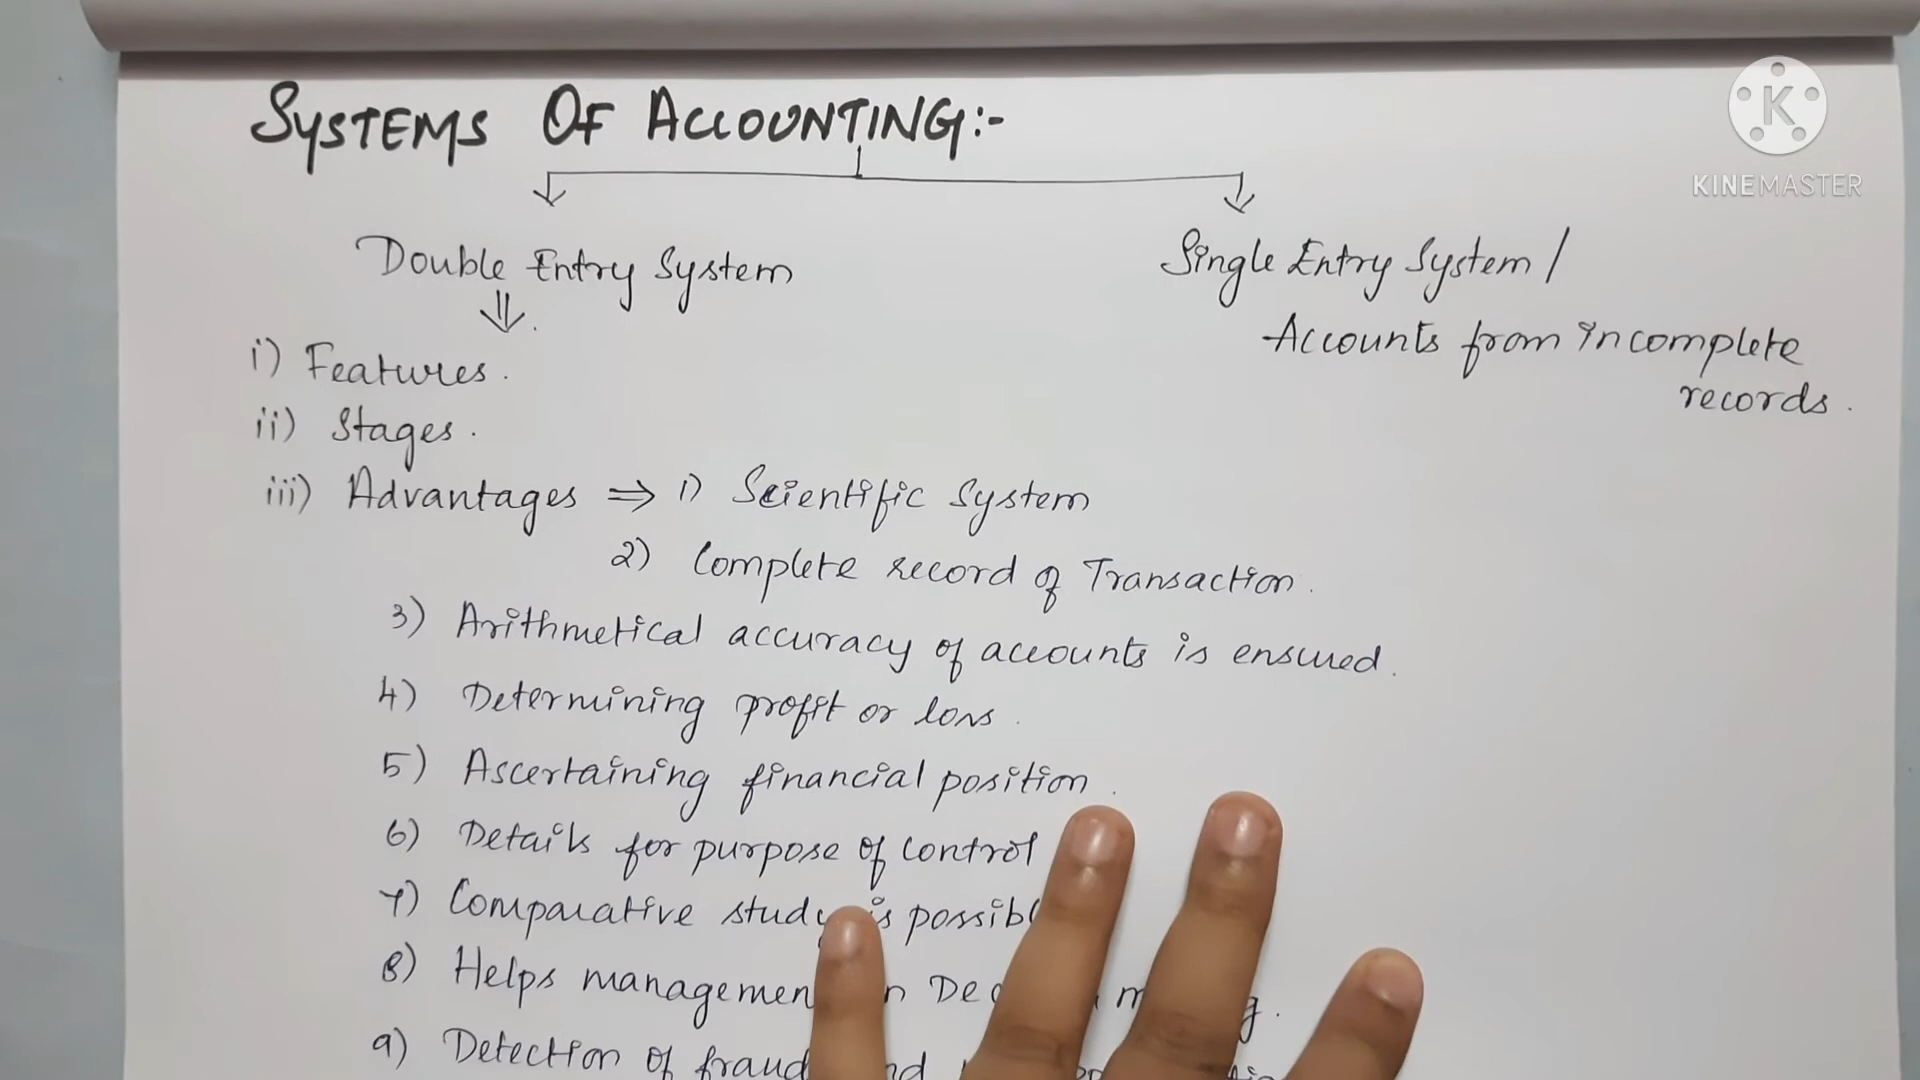 SYSTEMS OF ACCOUNTING:-
K
KINEMASTER
Double Entry System
Single Entry System /
Accounts from incomplete
records.
i) Features.
ii) Stages.
iii) Advantages ⇒ 1) Scientific System
2) Complete record of Transaction.
3) Arithmetical accuracy of accounts is ensured.
4) Determining profit or loss.
5) Ascertaining financial position.
6) Details for purpose of control
7) Comparative study is
8) Helps
9) Detection of